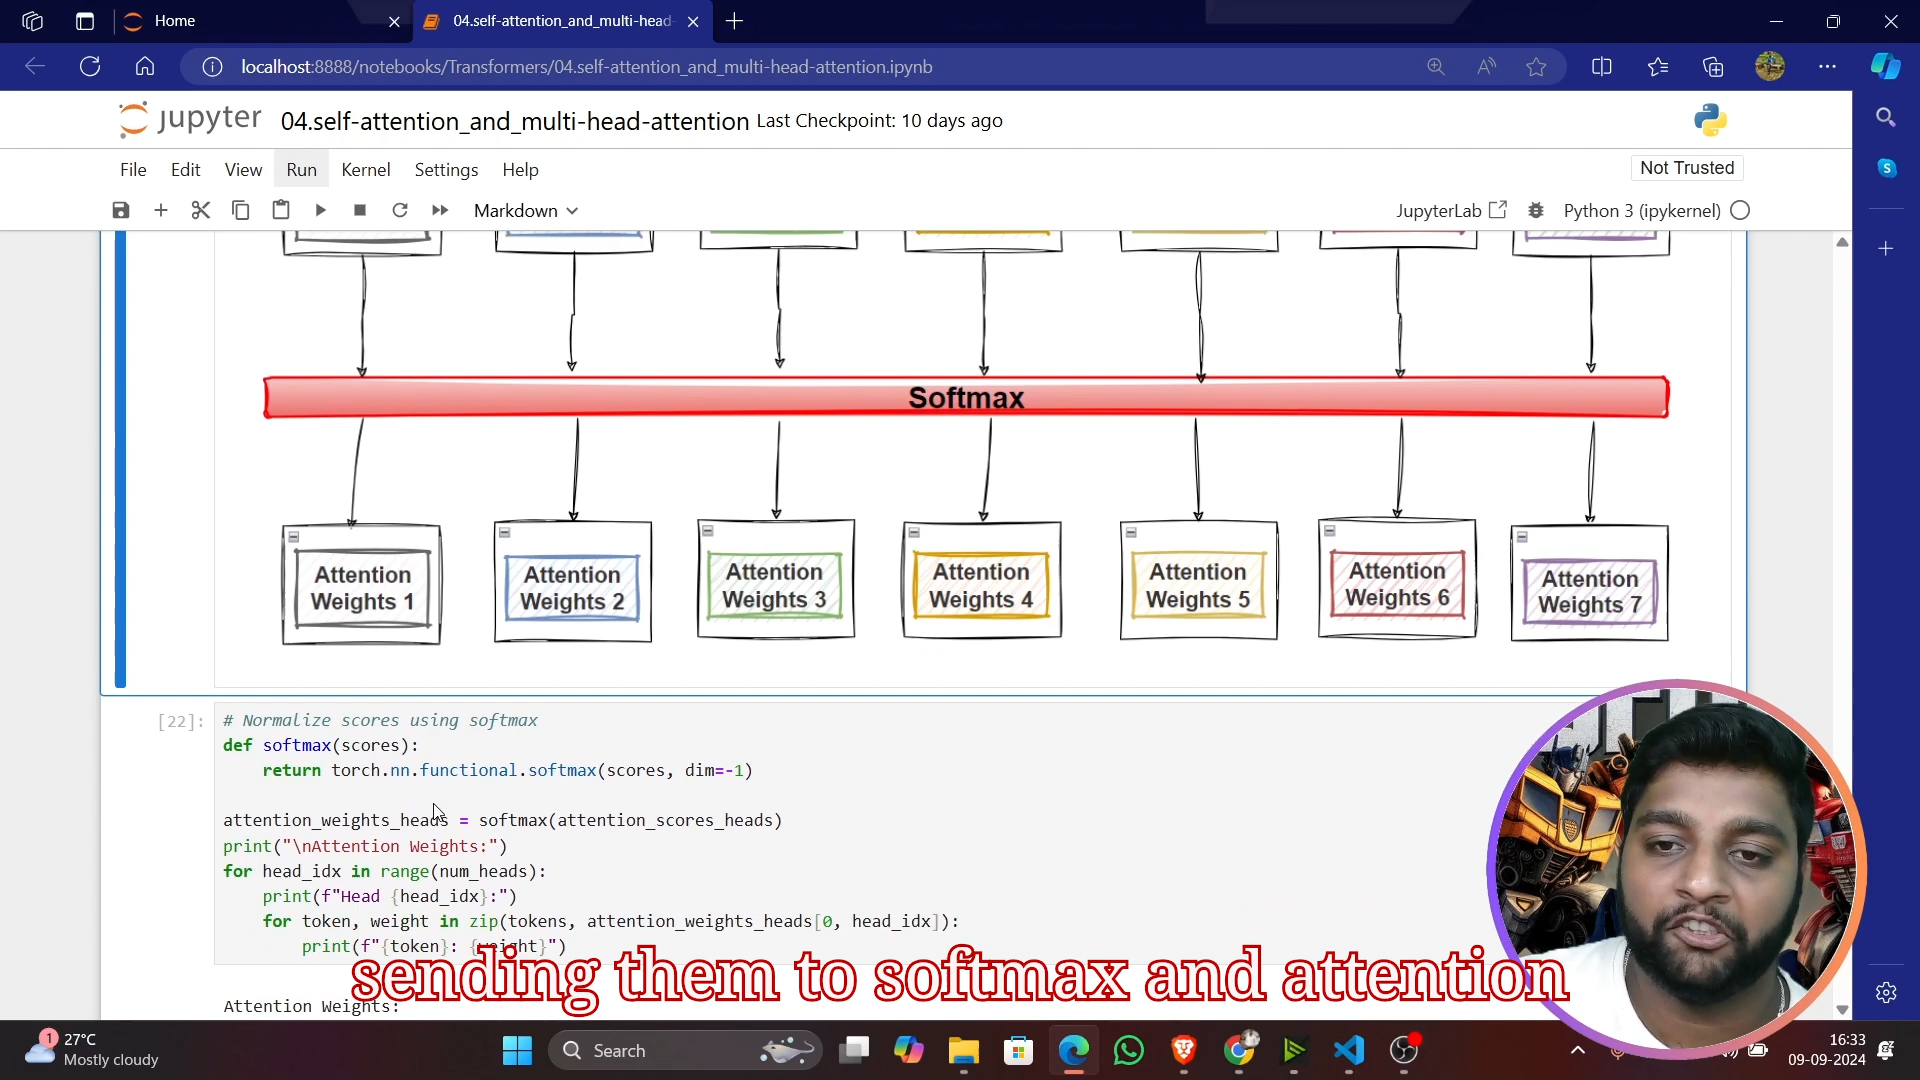 Home
04.self-attention_and_multi-head-
localhost:8888/notebooks/Transformers/04.self-attention_and_multi-head-attention.ipynb
jupyter 04.self-attention_and_multi-head-attention Last Checkpoint: 10 days ago
File Edit View Run Kernel Settings Help
Not Trusted
Markdown
JupyterLab
Python 3 (ipykernel)
Softmax
Attention Weights 1
Attention Weights 2
Attention Weights 3
Attention Weights 4
Attention Weights 5
Attention Weights 6
Attention Weights 7
[22]:
# Normalize scores using softmax
def softmax(scores):
    return torch.nn.functional.softmax(scores, dim=-1)
attention_weights_heads = softmax(attention_scores_heads)
print("\nAttention Weights:")
for head_idx in range(num_heads):
    print(f"Head {head_idx}:")
    for token, weight in zip(tokens, attention_weights_heads[0, head_idx]):
        print(f"{token}: {weight}")
sending them to softmax and attention
Attention Weights:
1
27°C
Mostly cloudy
Search
16:33
09-09-2024